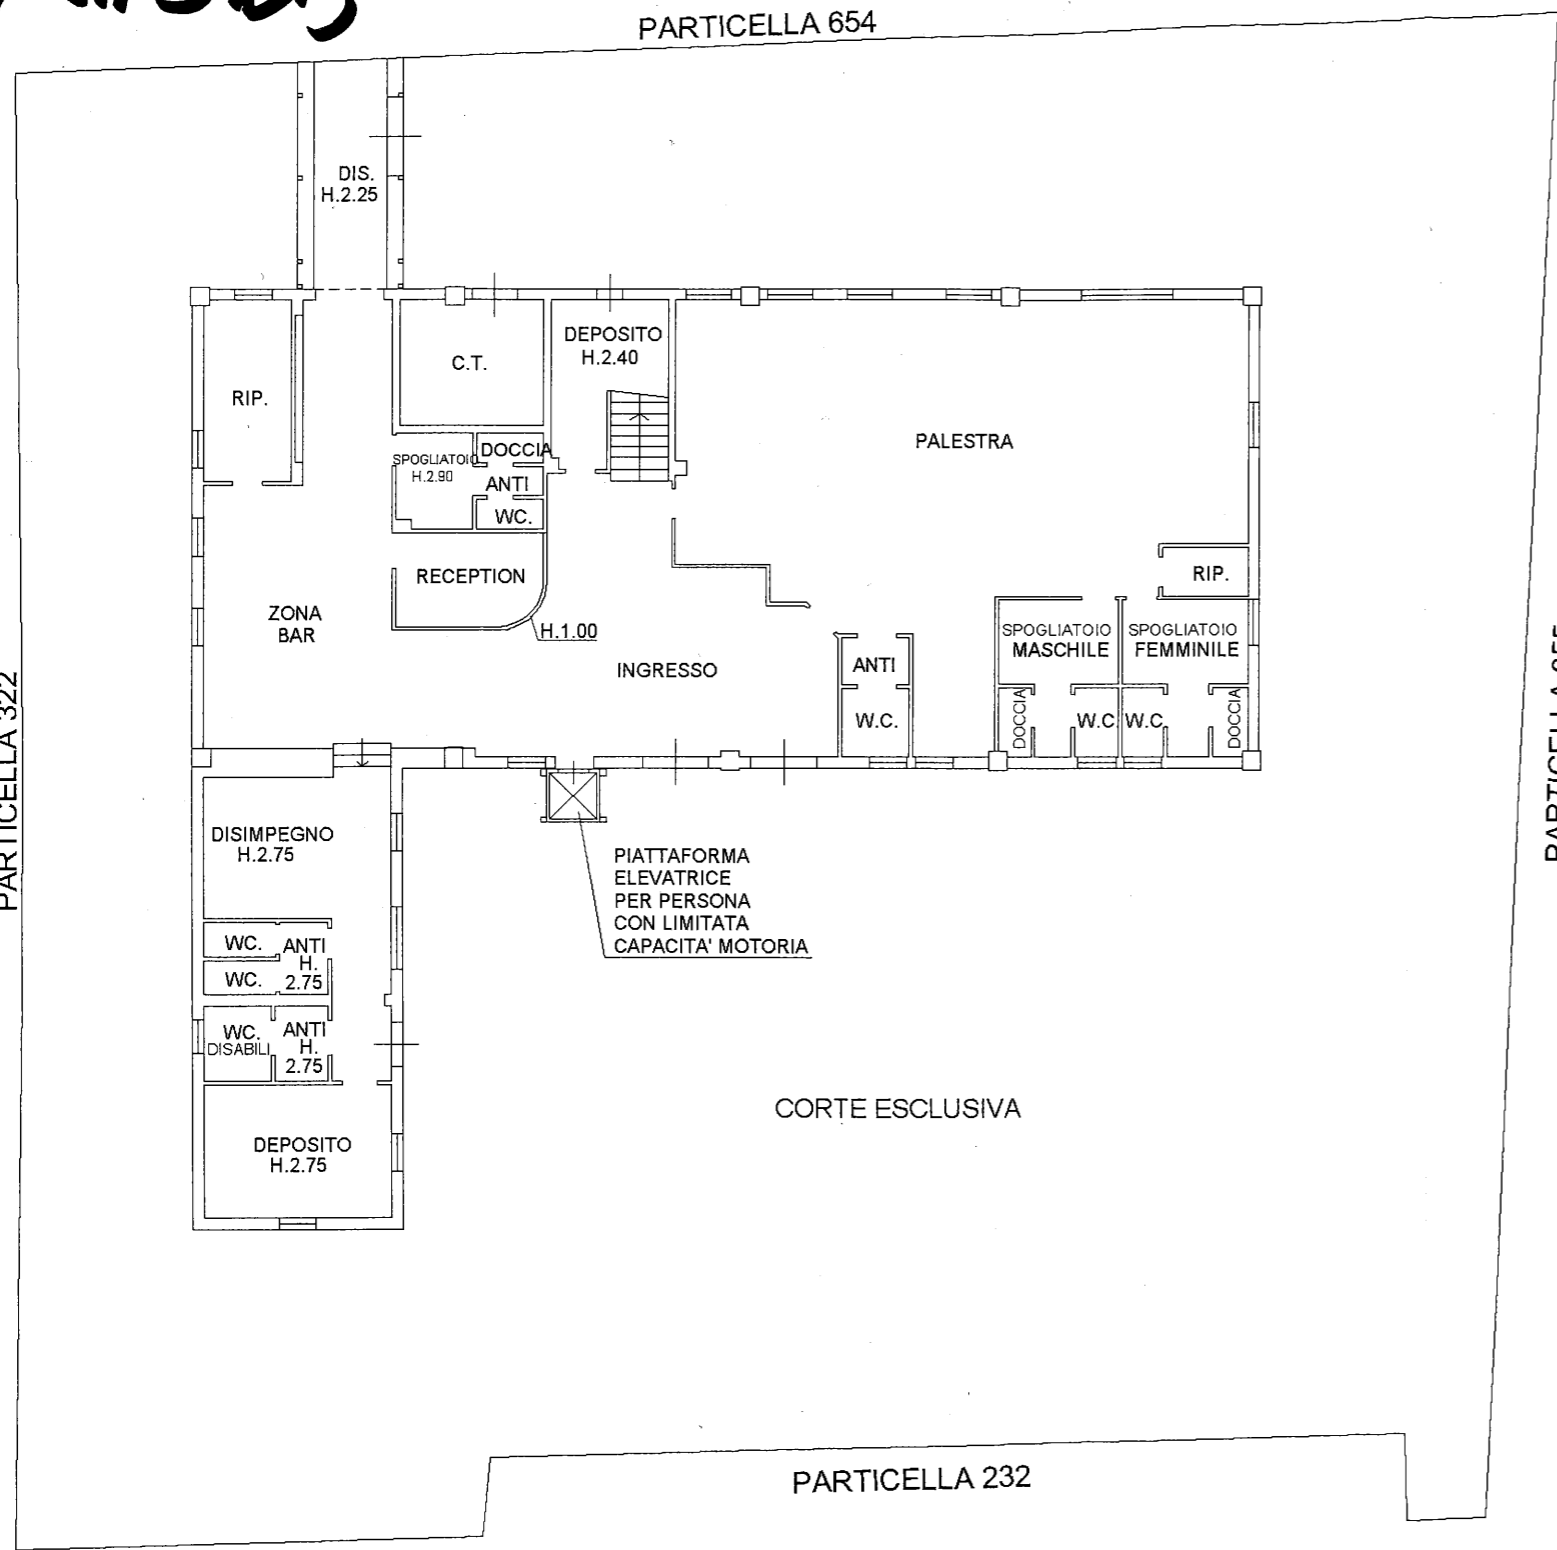 PARTICELLA 654
DIS.
H.2.25
DEPOSITO
H.2.40
C.T.
RIP.
PALESTRA
SPOGLIATOIO
H.2.90
DOCCIA
ANTI
WC.
RECEPTION
H.1.00
RIP.
ZONA
BAR
INGRESSO
ANTI
W.C.
SPOGLIATOIO
MASCHILE
SPOGLIATOIO
FEMMINILE
DOCCIA
W.C.
W.C.
DOCCIA
PARTICELLA 322
DISIMPEGNO
H.2.75
PIATTAFORMA
ELEVATRICE
PER PERSONA
CON LIMITATA
CAPACITA' MOTORIA
WC.
ANTI
H.
2.75
WC.
WC.
DISABILI
ANTI
H.
2.75
CORTE ESCLUSIVA
DEPOSITO
H.2.75
PARTICELLA 232